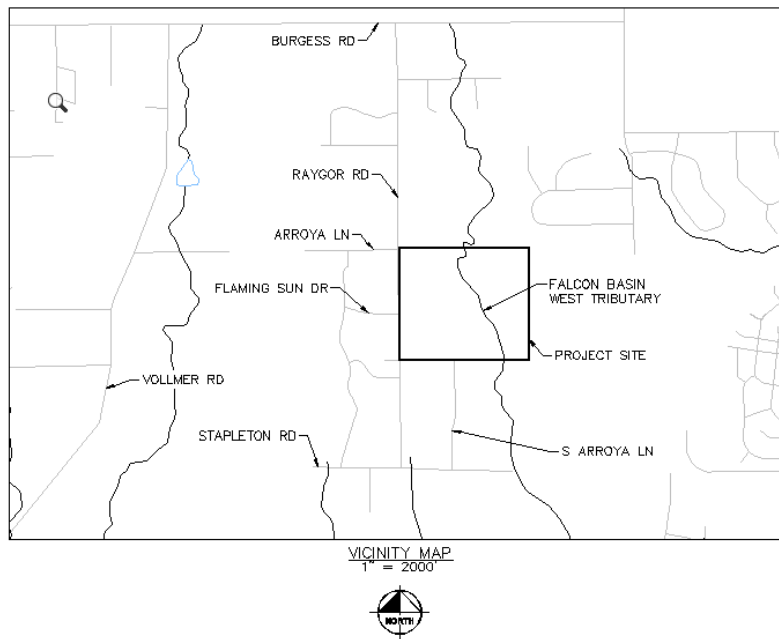 BURGESS RD
RAYGOR RD
ARROYA LN
FLAMING SUN DR
FALCON BASIN
WEST TRIBUTARY
PROJECT SITE
VOLLMER RD
STAPLETON RD
S ARROYA LN
VICINITY MAP
1" = 2000'
NORTH